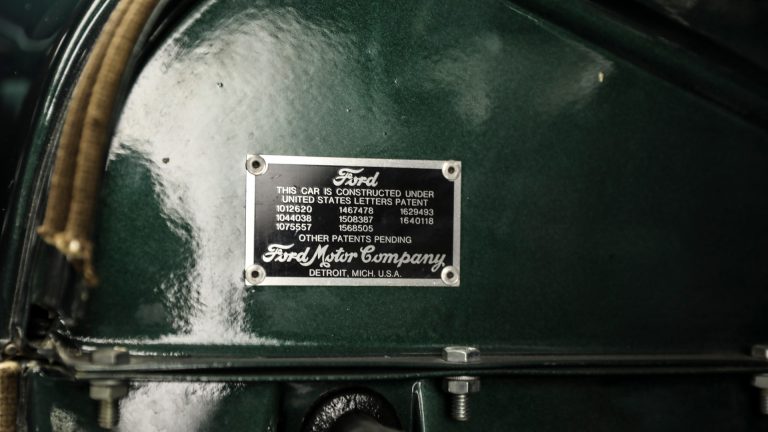 Ford
THIS CAR IS CONSTRUCTED UNDER
UNITED STATES LETTERS PATENT
1012620 1467478 1629493
1044038 1508387 1640118
1075557 1568505
OTHER PATENTS PENDING
Ford Motor Company
DETROIT, MICH. U.S.A.